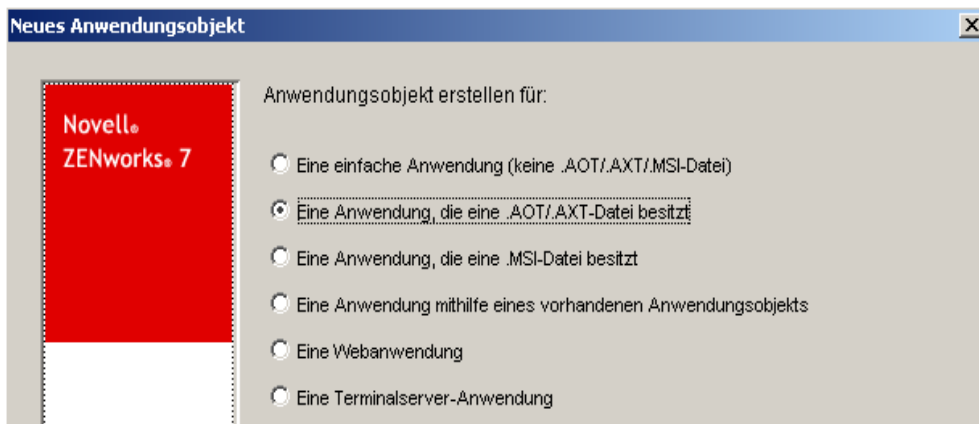 Neues Anwendungsobjekt
Novell®
ZENworks® 7
Anwendungsobjekt erstellen für:
Eine einfache Anwendung (keine .AOT/.AXT/.MSI-Datei)
Eine Anwendung, die eine .AOT/.AXT-Datei besitzt
Eine Anwendung, die eine .MSI-Datei besitzt
Eine Anwendung mithilfe eines vorhandenen Anwendungsobjekts
Eine Webanwendung
Eine Terminalserver-Anwendung